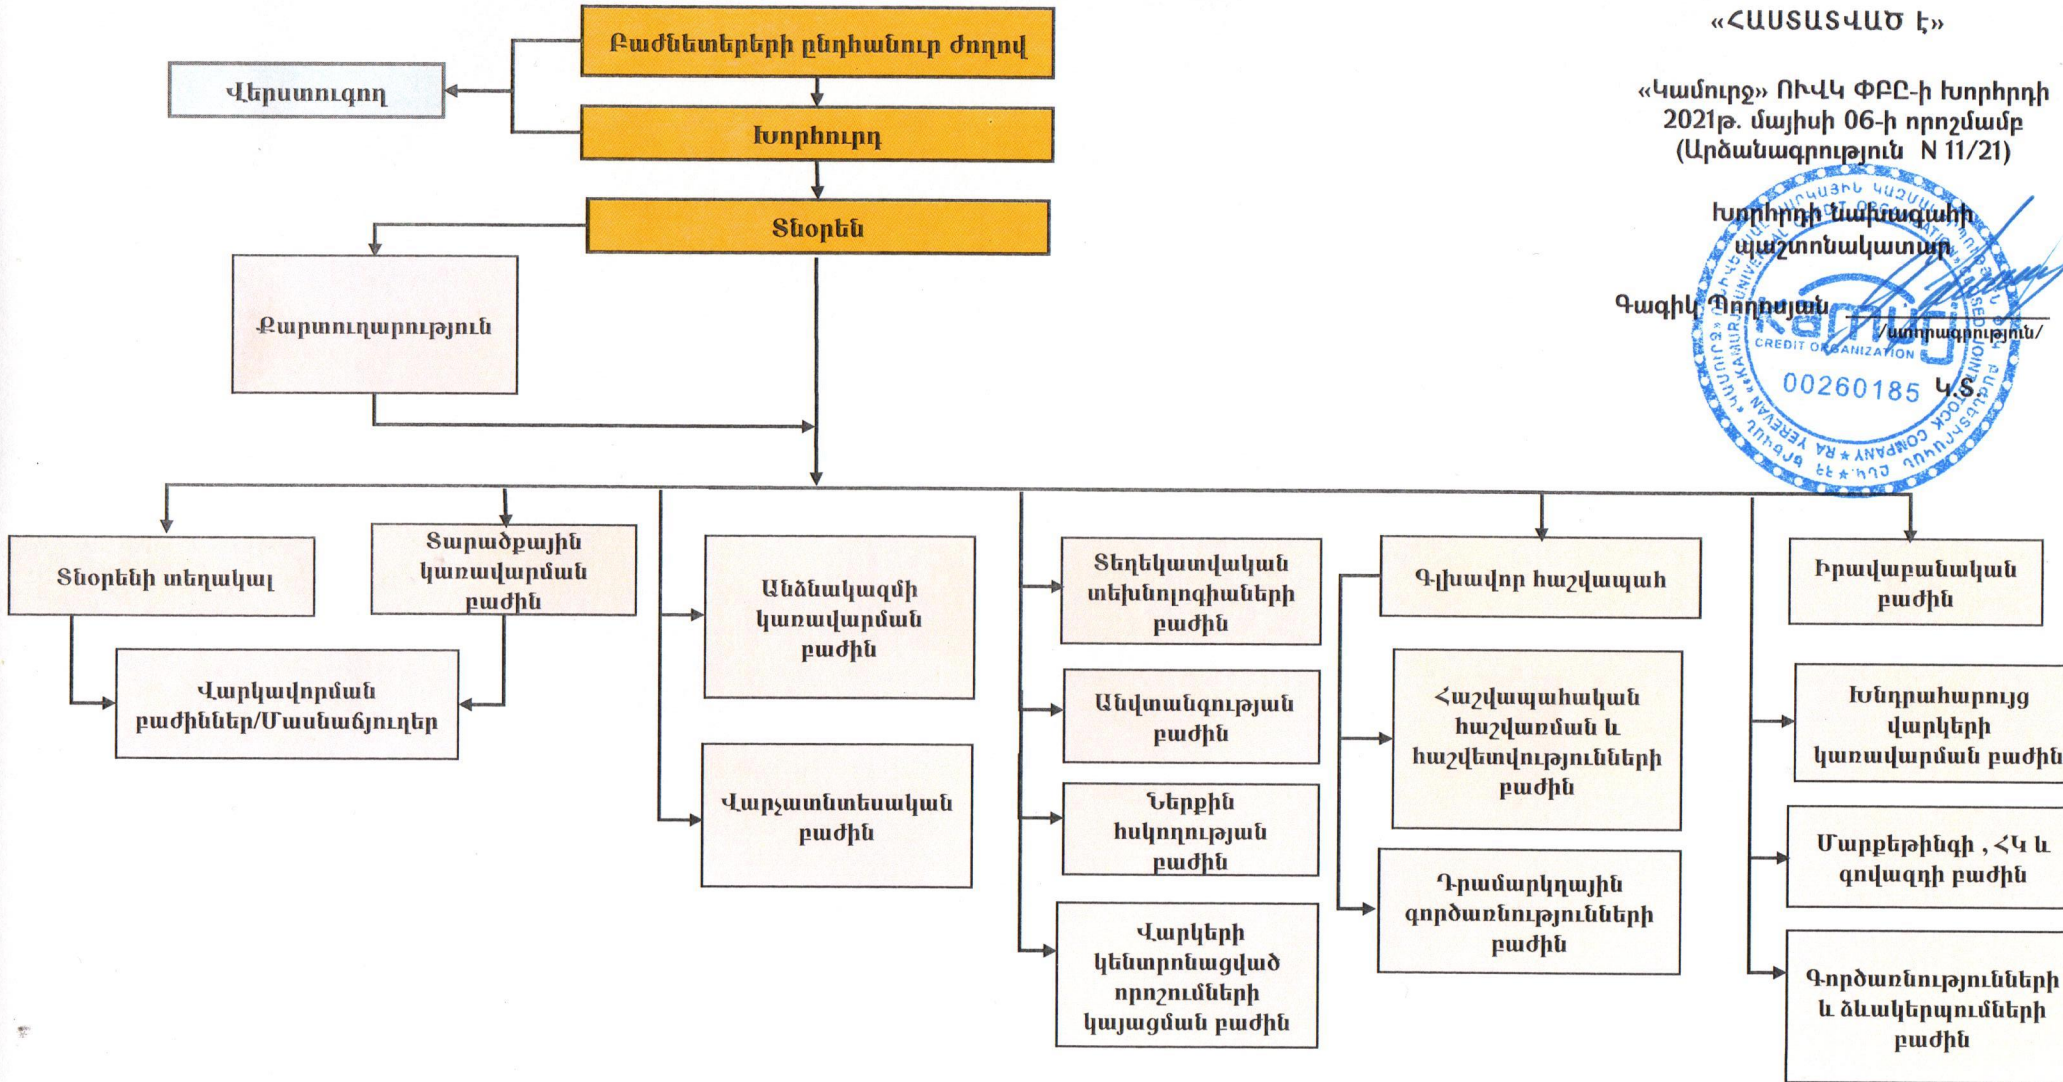 «ՀԱՍՏԱՏՎԱԾ Է»
«Կամուրջ» ՈՒՎԿ ՓԲԸ-ի Խորհրդի
2021թ. մայիսի 06-ի որոշմամբ
(Արձանագրություն N 11/21)
Խորհրդի նախագահի
պաշտոնակատար
Գագիկ Պողոսյան
/ստորագրություն/
Կ.Տ.
CREDIT ORGANIZATION
00260185
Բաժնետերերի ընդհանուր ժողով
Վերստուգող
Խորհուրդ
Տնօրեն
Քարտուղարություն
Տնօրենի տեղակալ
Տարածքային
կառավարման
բաժին
Վարկավորման
բաժիններ/Մասնաճյուղեր
Անձնակազմի
կառավարման
բաժին
Վարչատնտեսական
բաժին
Տեղեկատվական
տեխնոլոգիաների
բաժին
Անվտանգության
բաժին
Ներքին
հսկողության
բաժին
Վարկերի
կենտրոնացված
որոշումների
կայացման բաժին
Գլխավոր հաշվապահ
Հաշվապահական
հաշվառման և
հաշվետվությունների
բաժին
Դրամարկղային
գործառնությունների
բաժին
Իրավաբանական
բաժին
Խնդրահարույց
վարկերի
կառավարման բաժին
Մարքեթինգի , ՀԿ և
գովազդի բաժին
Գործառնությունների
և ձևակերպումների
բաժին